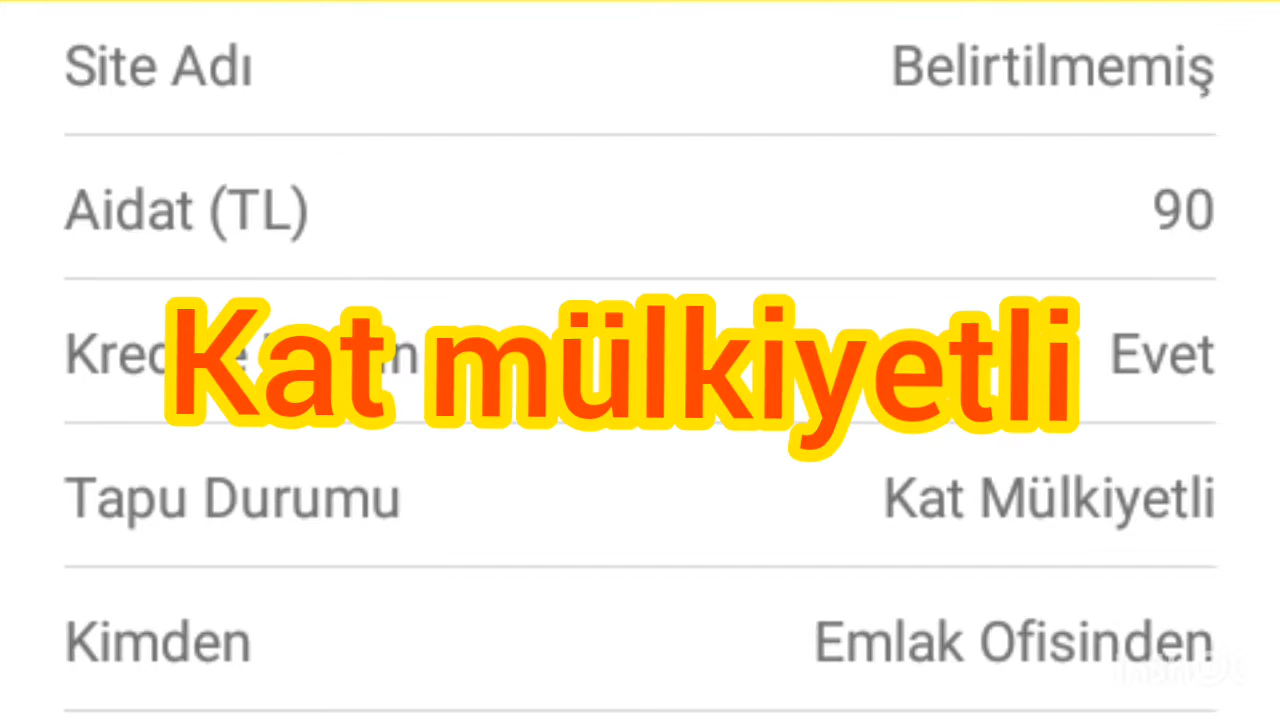 Site Adı Belirtilmemiş
Aidat (TL) 90
Evet
Kat mülkiyetli
Tapu Durumu Kat Mülkiyetli
Kimden Emlak Ofisinden